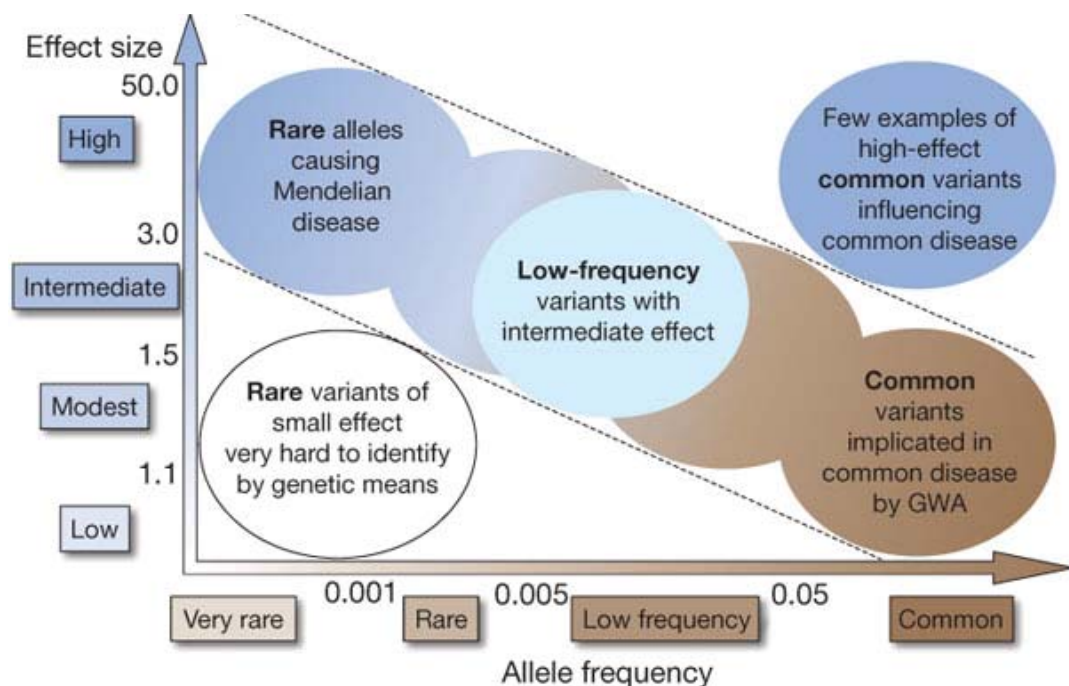 Effect size
50.0
High
3.0
Intermediate
1.5
Modest
1.1
Low
Rare alleles
causing
Mendelian
disease
Few examples of
high-effect
common variants
influencing
common disease
Low-frequency
variants with
intermediate effect
Rare variants of
small effect
very hard to identify
by genetic means
Common
variants
implicated in
common disease
by GWA
0.001
0.005
0.05
Very rare
Rare
Low frequency
Common
Allele frequency